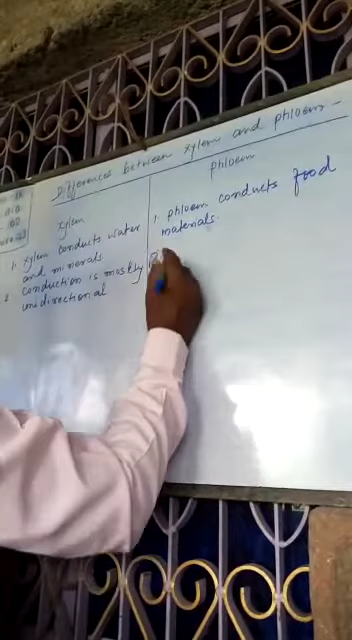 Differences between xylem and phloem -
xylem
phloem
1. xylem conducts water
and minerals
2 conduction is mostly
unidirectional
1. phloem conducts food
materials.